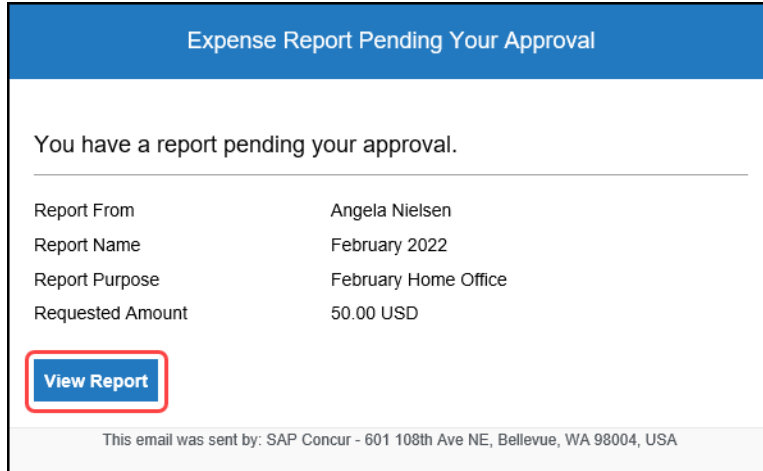 Expense Report Pending Your Approval
You have a report pending your approval.
Report From Angela Nielsen
Report Name February 2022
Report Purpose February Home Office
Requested Amount 50.00 USD
View Report
This email was sent by: SAP Concur - 601 108th Ave NE, Bellevue, WA 98004, USA